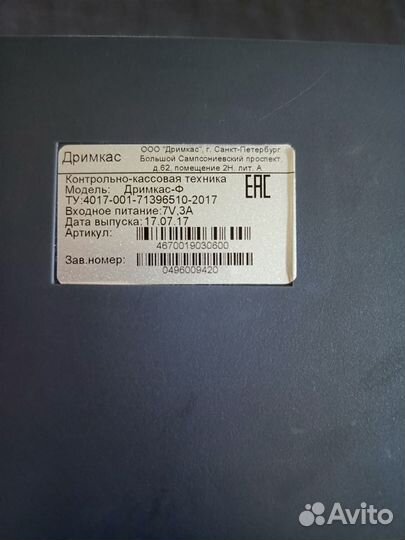 Дримкас
ООО "Дримкас", г. Санкт-Петербург
Большой Сампсониевский проспект.
д.62, помещение 2Н, лит. А
Контрольно-кассовая техника
Модель: Дримкас-Ф
ТУ:4017-001-71396510-2017
Входное питание:7V,3A
Дата выпуска:17.07.17
Артикул:
4670019030600
Зав.номер:
0496009420
EAC
Avito